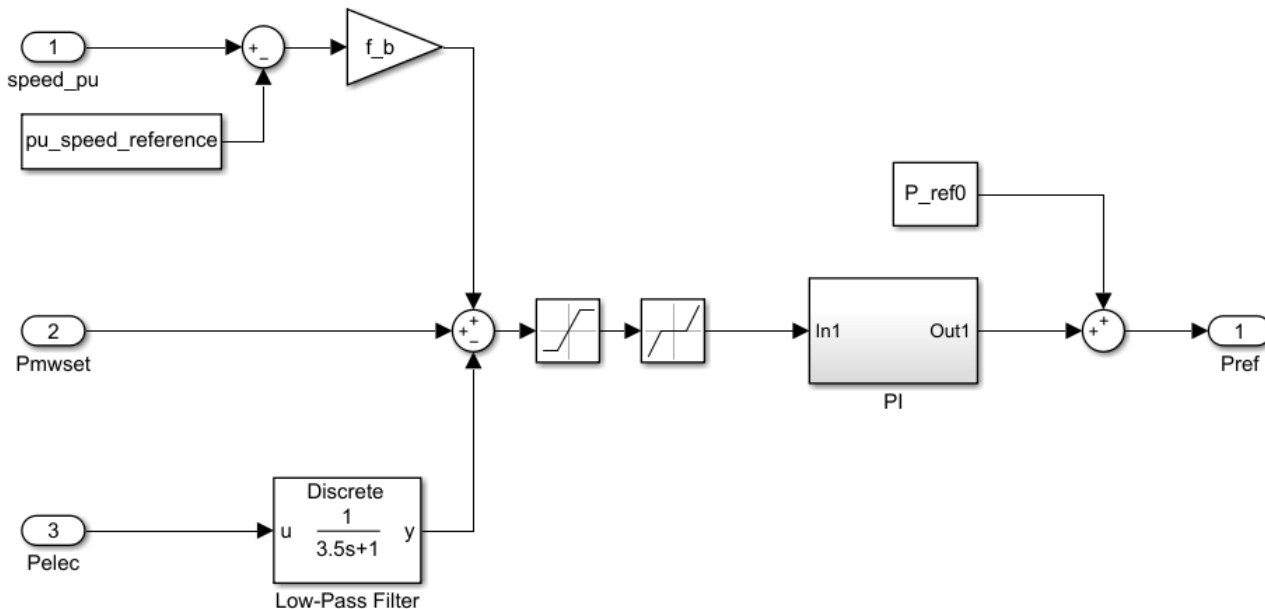 1
speed_pu
+
−
f_b
pu_speed_reference
P_ref0
2
Pmwset
+
+
−
In1
Out1
PI
+
+
1
Pref
3
Pelec
Discrete
u
1
3.5s+1
y
Low-Pass Filter